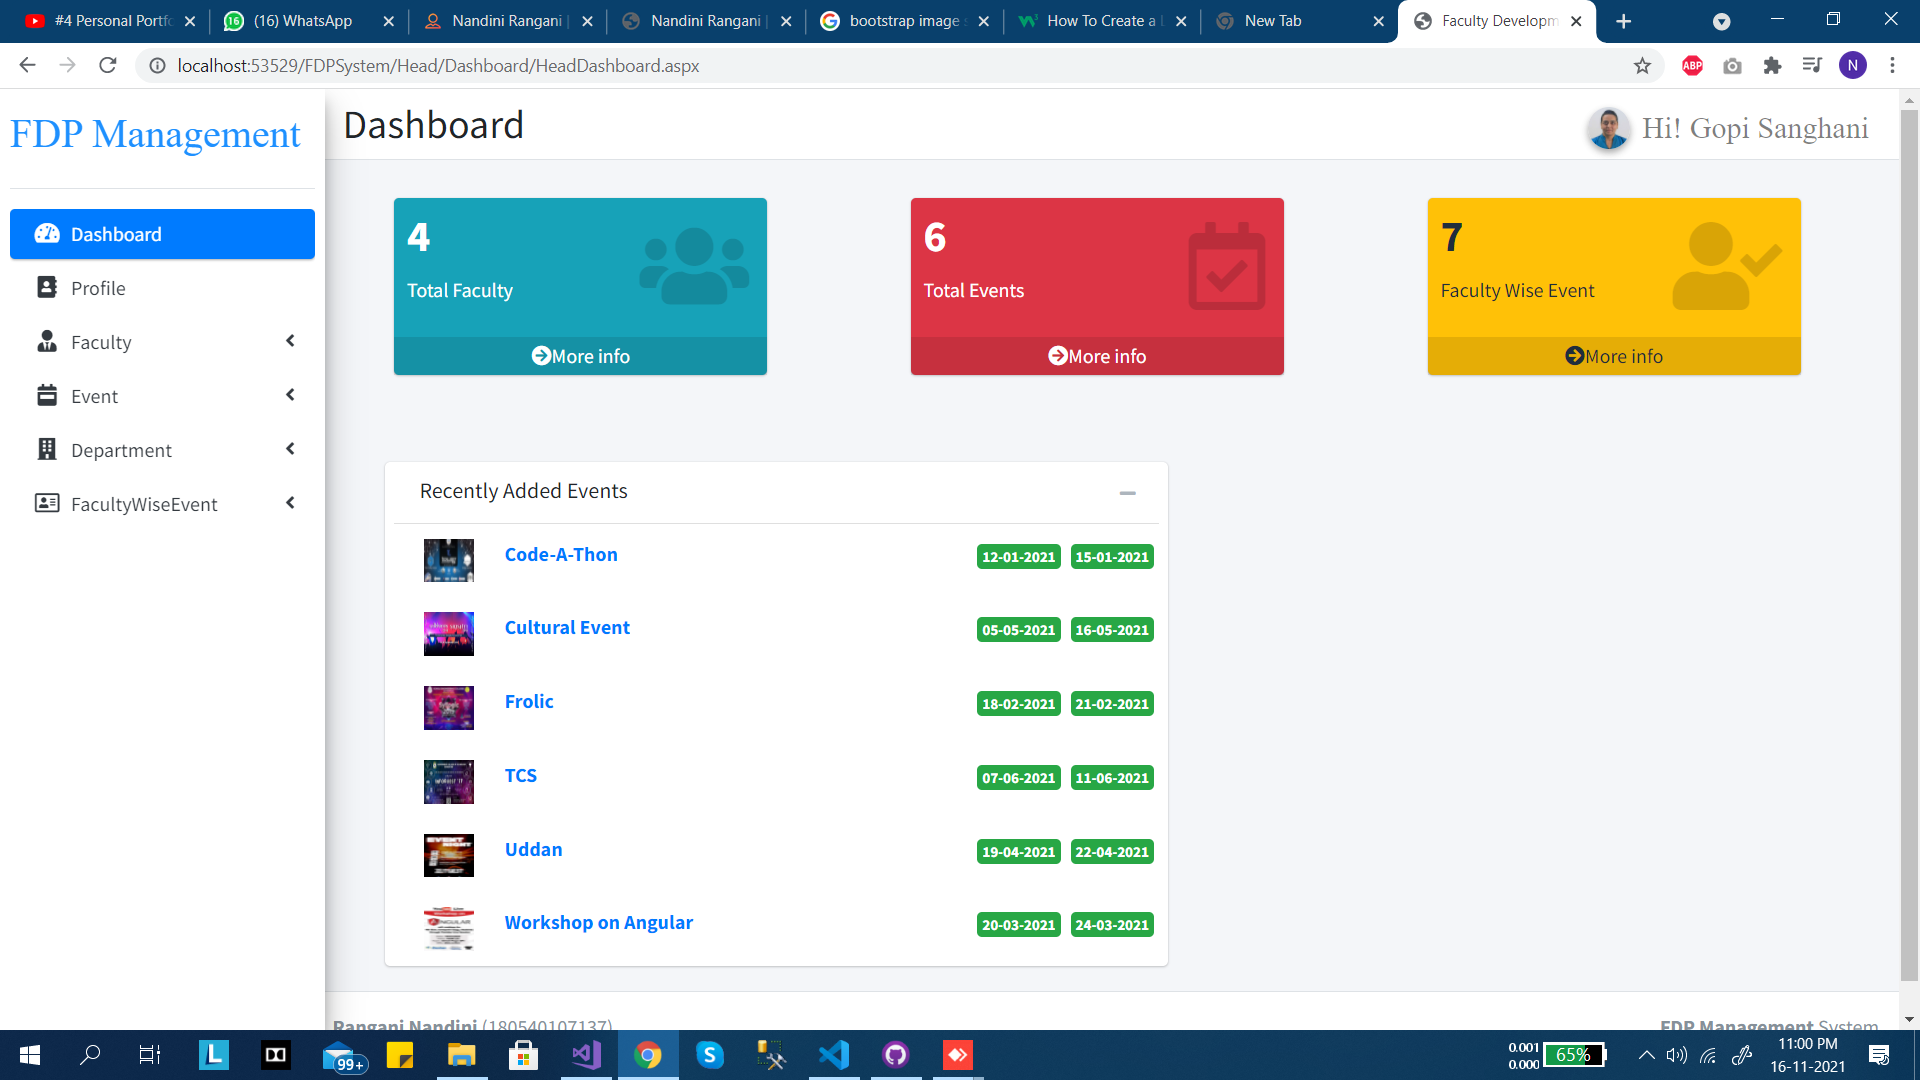 #4 Personal Portfo
(16) WhatsApp
Nandini Rangani |
Nandini Rangani |
bootstrap image s
How To Create a L
New Tab
Faculty Developm
localhost:53529/FDPSystem/Head/Dashboard/HeadDashboard.aspx
ABP
N
FDP Management
Dashboard
Hi! Gopi Sanghani
Dashboard
Profile
Faculty
Event
Department
FacultyWiseEvent
4
Total Faculty
More info
6
Total Events
More info
7
Faculty Wise Event
More info
Recently Added Events
Code-A-Thon 12-01-2021 15-01-2021
Cultural Event 05-05-2021 16-05-2021
Frolic 18-02-2021 21-02-2021
TCS 07-06-2021 11-06-2021
Uddan 19-04-2021 22-04-2021
Workshop on Angular 20-03-2021 24-03-2021
Rangani Nandini (180540107137)
FDP Management System
99+
0.001
0.000
65%
11:00 PM
16-11-2021